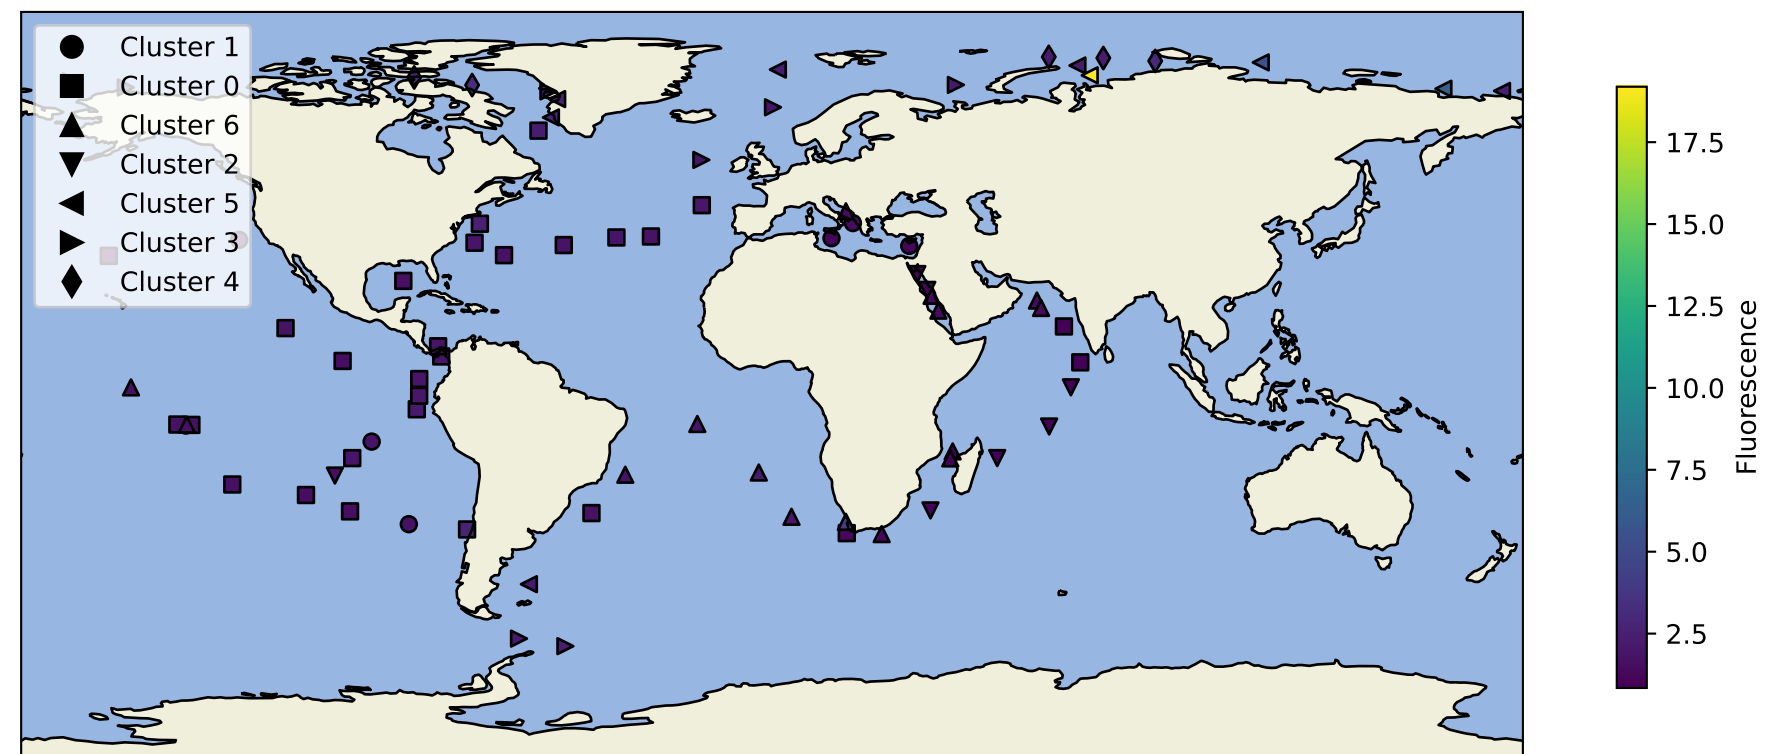 Cluster 1
Cluster 0
Cluster 6
Cluster 2
Cluster 5
Cluster 3
Cluster 4
17.5
15.0
12.5
10.0
7.5
5.0
2.5
Fluorescence